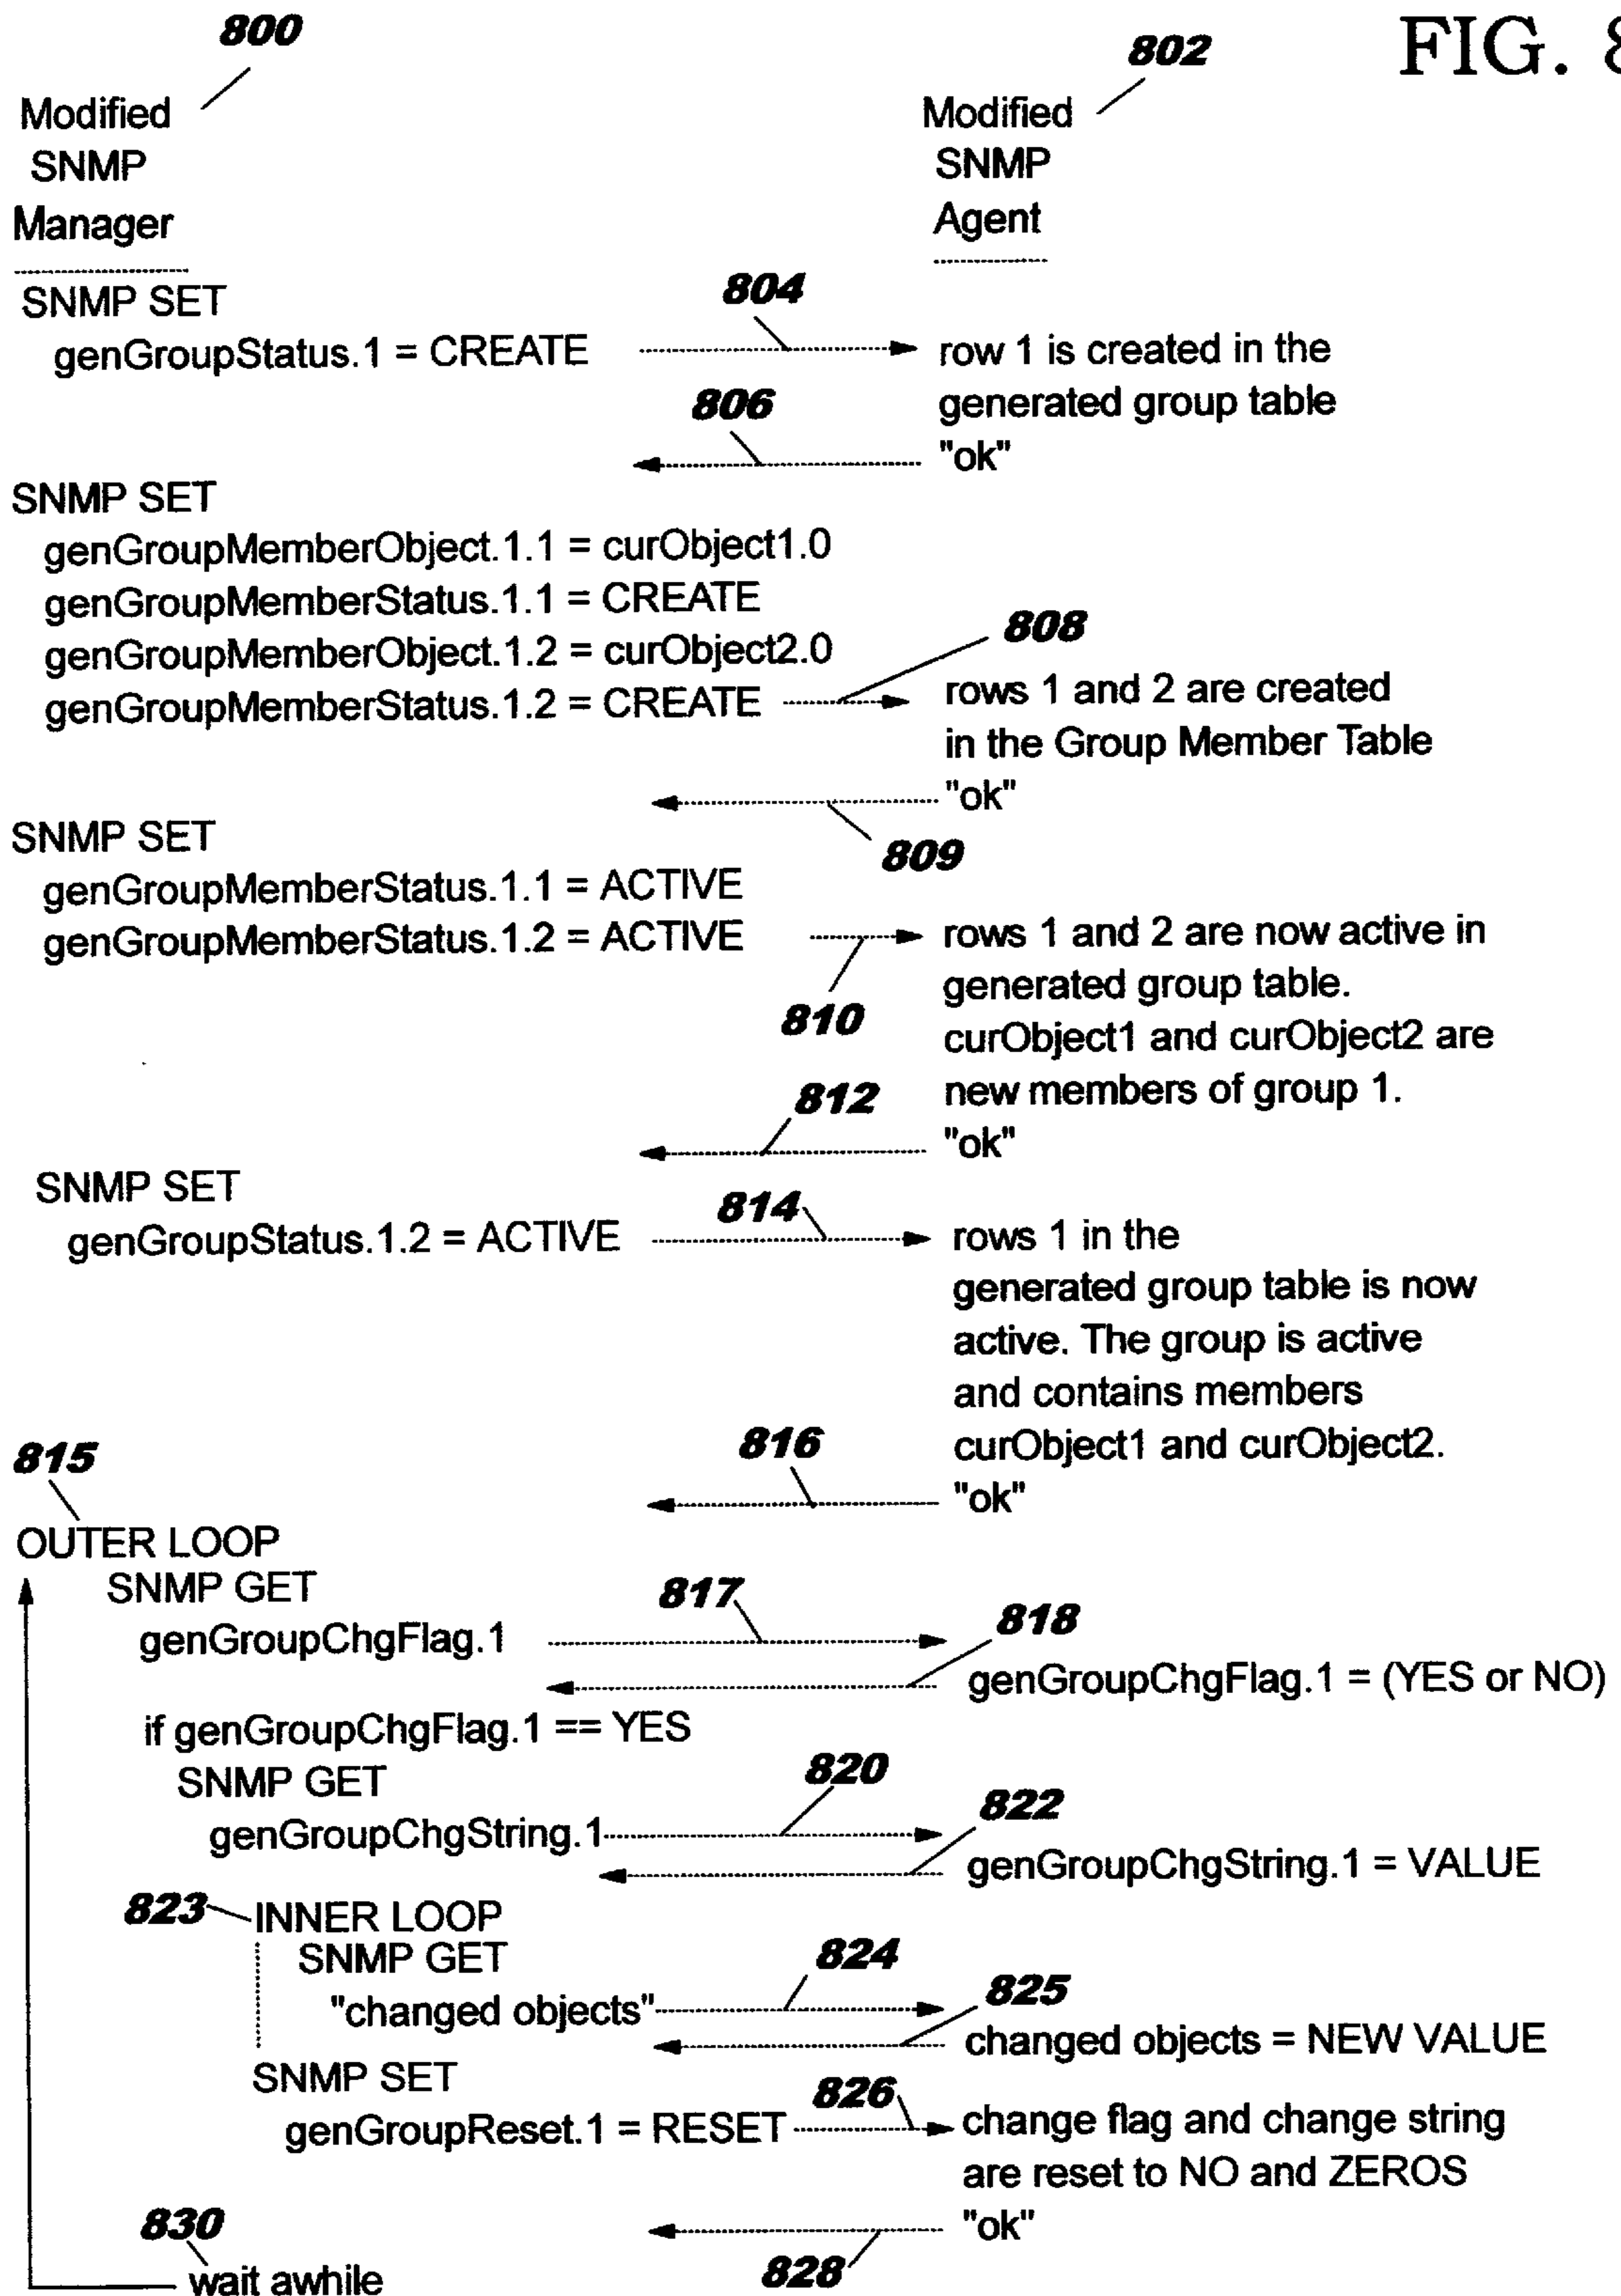 800
802
FIG. 8
Modified
SNMP
Manager
Modified
SNMP
Agent
SNMP SET
804
genGroupStatus.1 = CREATE
row 1 is created in the
generated group table
806
"ok"
SNMP SET
genGroupMemberObject.1.1 = curObject1.0
genGroupMemberStatus.1.1 = CREATE
genGroupMemberObject.1.2 = curObject2.0
808
genGroupMemberStatus.1.2 = CREATE
rows 1 and 2 are created
in the Group Member Table
"ok"
809
SNMP SET
genGroupMemberStatus.1.1 = ACTIVE
genGroupMemberStatus.1.2 = ACTIVE
810
rows 1 and 2 are now active in
generated group table.
curObject1 and curObject2 are
new members of group 1.
812
"ok"
SNMP SET
814
genGroupStatus.1.2 = ACTIVE
rows 1 in the
generated group table is now
active. The group is active
and contains members
curObject1 and curObject2.
816
"ok"
815
OUTER LOOP
SNMP GET
817
genGroupChgFlag.1
818
genGroupChgFlag.1 = (YES or NO)
if genGroupChgFlag.1 == YES
SNMP GET
820
genGroupChgString.1
822
genGroupChgString.1 = VALUE
823
INNER LOOP
SNMP GET
824
"changed objects"
825
changed objects = NEW VALUE
SNMP SET
826
genGroupReset.1 = RESET
change flag and change string
are reset to NO and ZEROS
"ok"
828
830
wait awhile